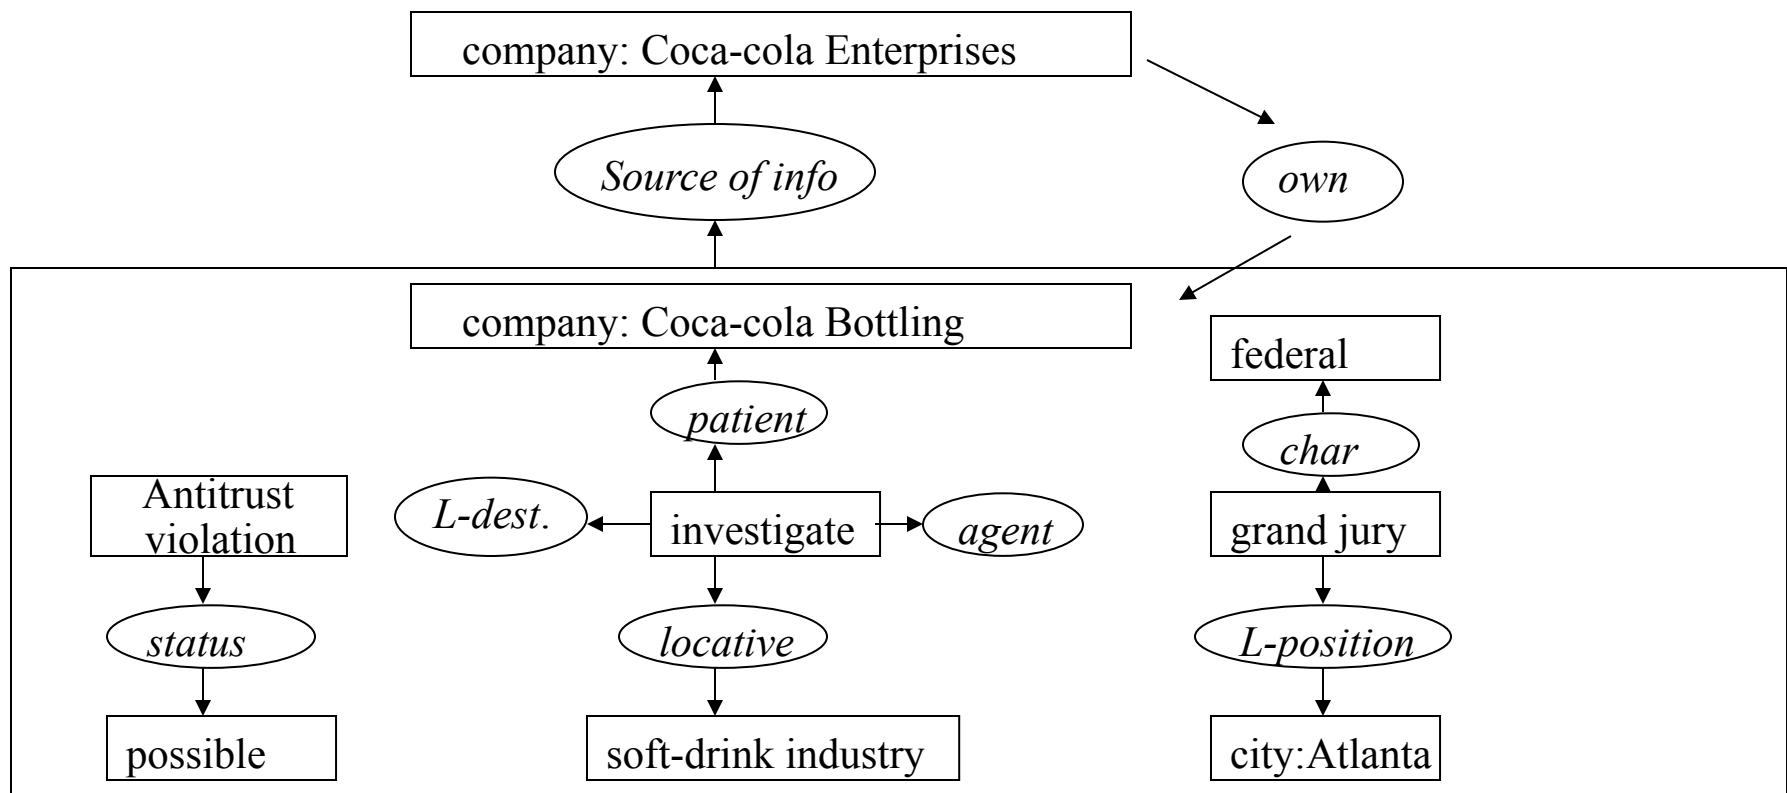 company: Coca-cola Enterprises
Source of info
own
company: Coca-cola Bottling
federal
patient
char
Antitrust
violation
L-dest.
investigate
agent
grand jury
status
locative
L-position
possible
soft-drink industry
city:Atlanta